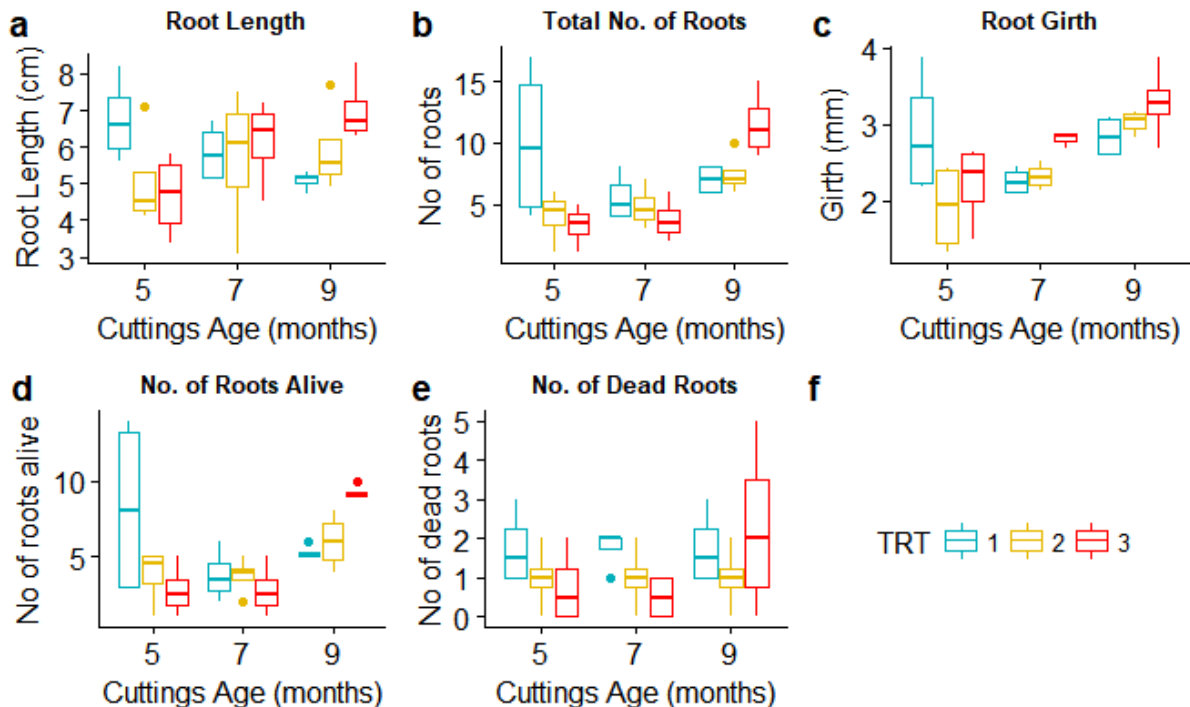 a Root Length
Root Length (cm)
8
7
6
5
4
3
5 7 9
Cuttings Age (months)
b Total No. of Roots
No of roots
15
10
5
5 7 9
Cuttings Age (months)
c Root Girth
Girth (mm)
4
3
2
5 7 9
Cuttings Age (months)
d No. of Roots Alive
No of roots alive
10
5
5 7 9
Cuttings Age (months)
e No. of Dead Roots
No of dead roots
5
4
3
2
1
0
5 7 9
Cuttings Age (months)
f
TRT 1 2 3